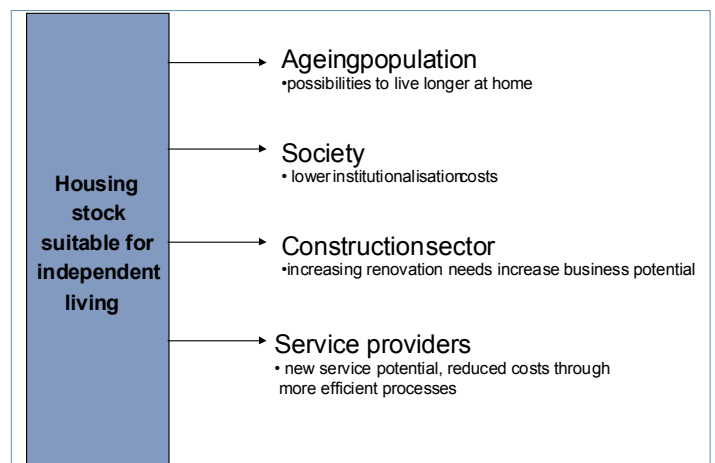 Housing
stock
suitable for
independent
living
Ageingpopulation
•possibilities to live longer at home
Society
• lowerinstitutionalisationcosts
Constructionsector
•increasing renovation needs increase business potential
Service providers
• new service potential, reduced costs through
more efficient processes